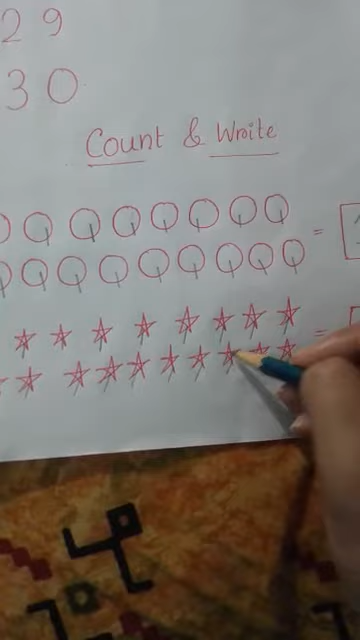 29
30
Count & Write
=
=